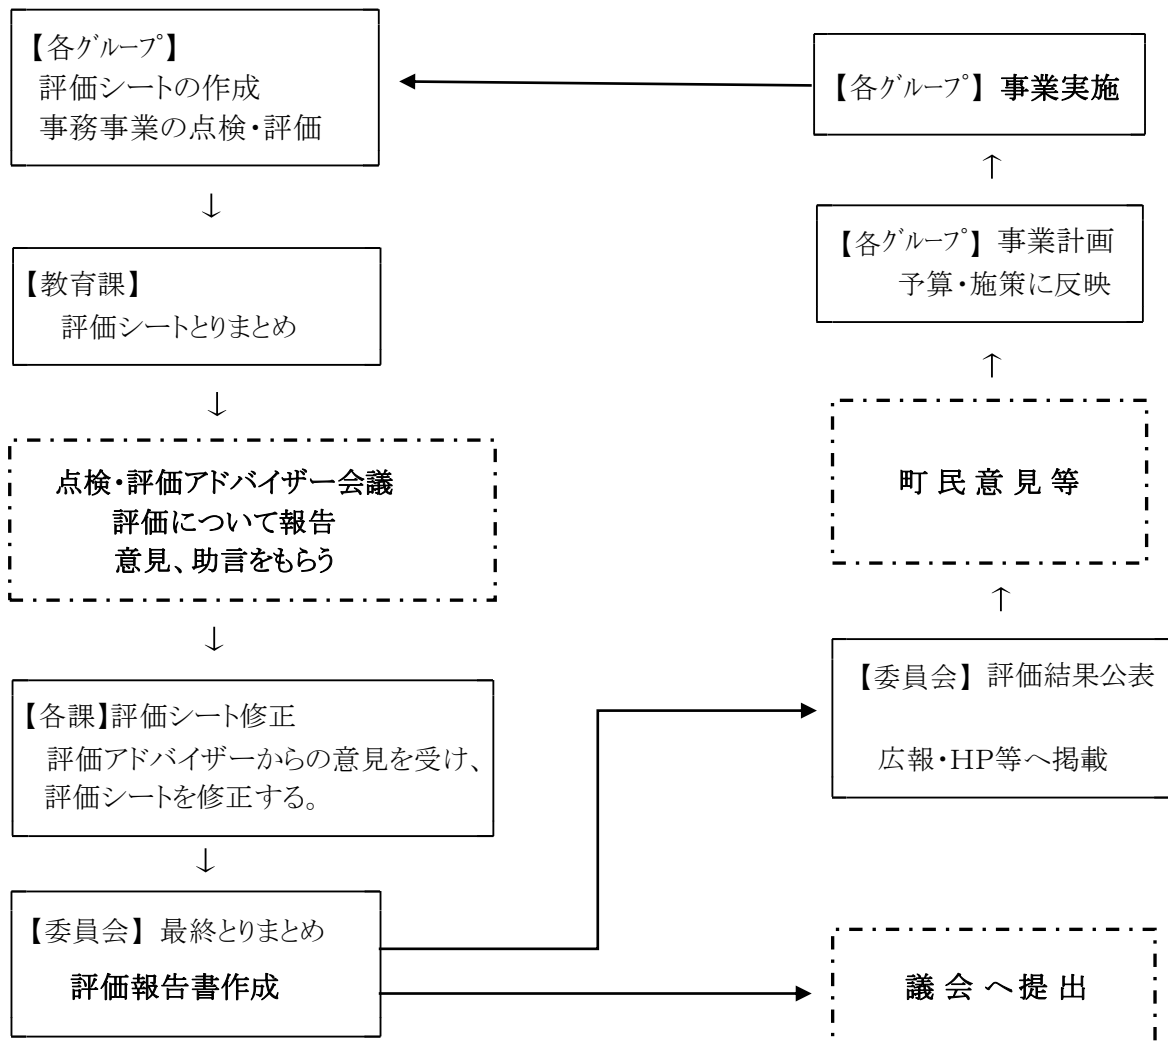 【各グループ】
評価シートの作成
事務事業の点検・評価
↓
【教育課】
評価シートとりまとめ
↓
点検・評価アドバイザー会議
評価について報告
意見、助言をもらう
↓
【各課】評価シート修正
評価アドバイザーからの意見を受け、
評価シートを修正する。
↓
【委員会】 最終とりまとめ
評価報告書作成
【各グループ】 事業実施
↑
【各グループ】 事業計画
予算・施策に反映
↑
町 民 意 見 等
↑
【委員会】 評価結果公表
広報・HP等へ掲載
議 会 へ 提 出